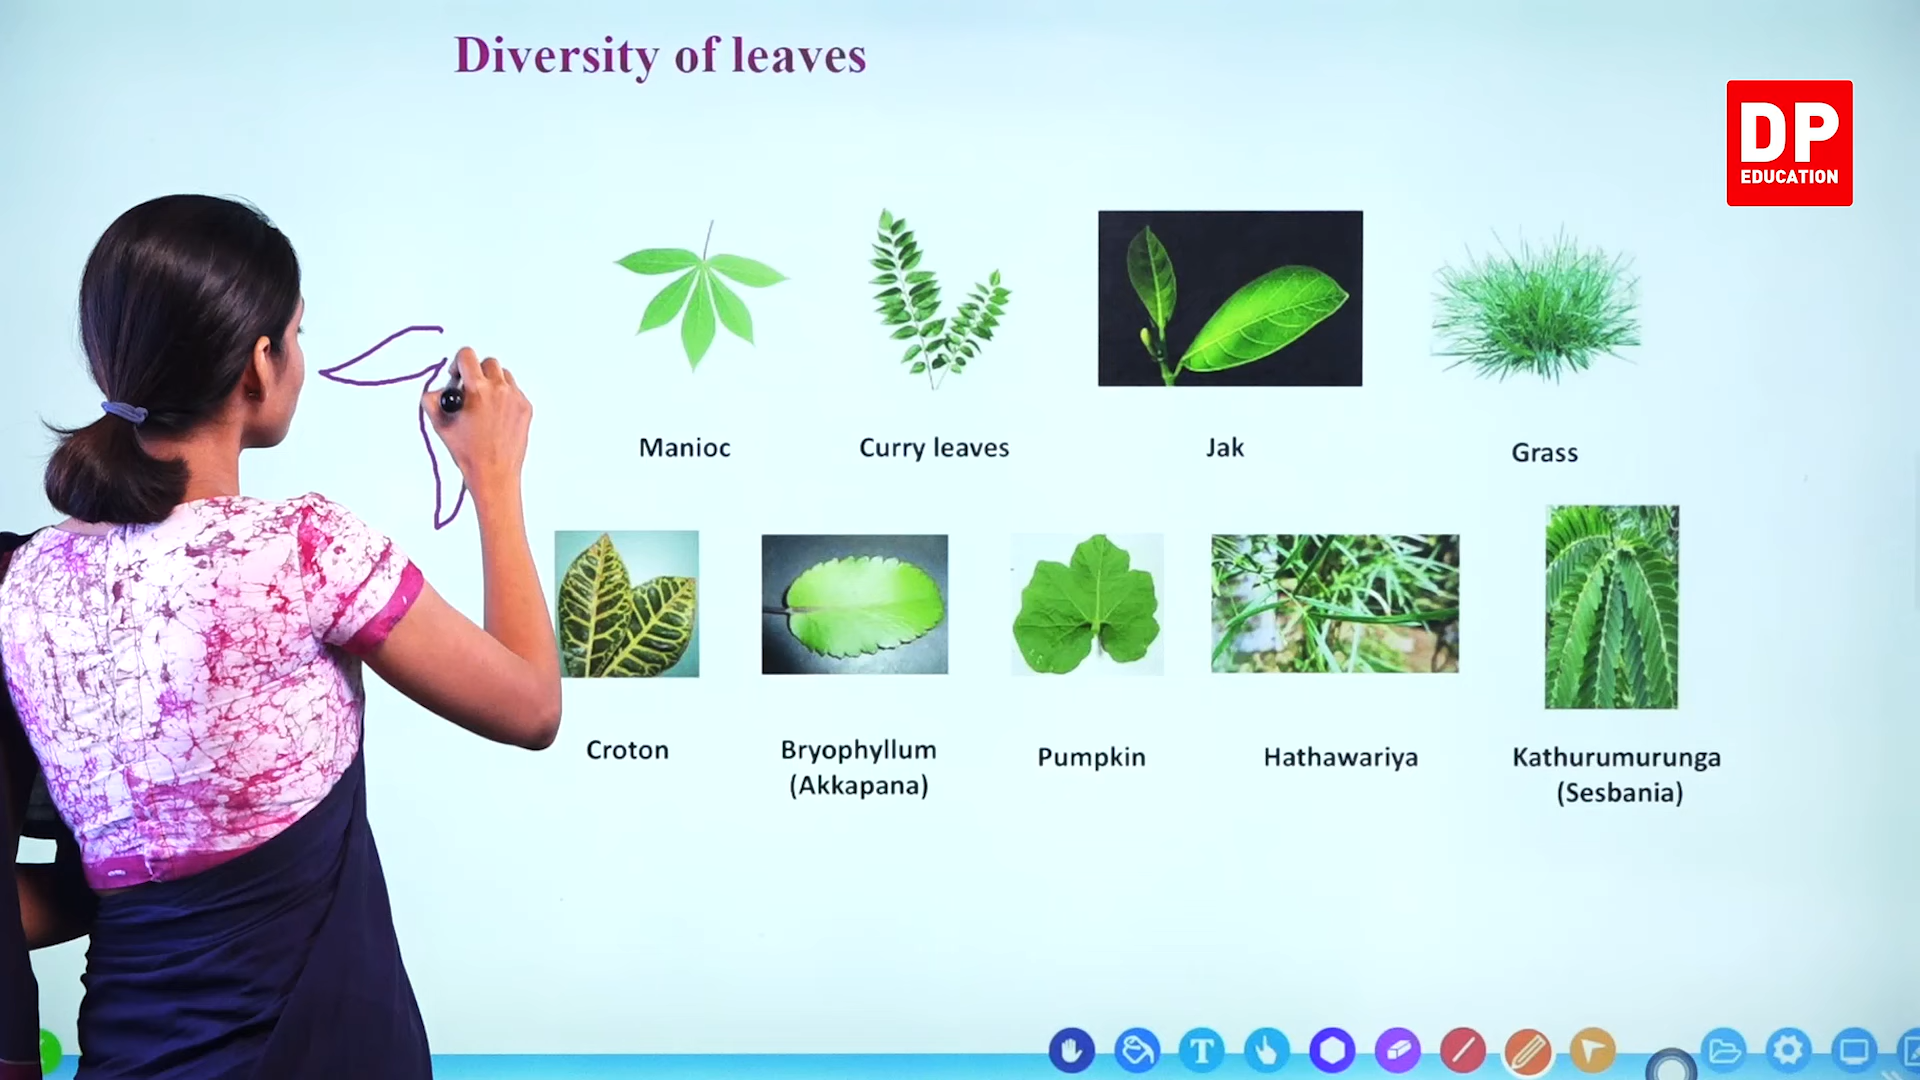 Diversity of leaves
DP
EDUCATION
Manioc
Curry leaves
Jak
Grass
Croton
Bryophyllum
(Akkapana)
Pumpkin
Hathawariya
Kathurumurunga
(Sesbania)
T